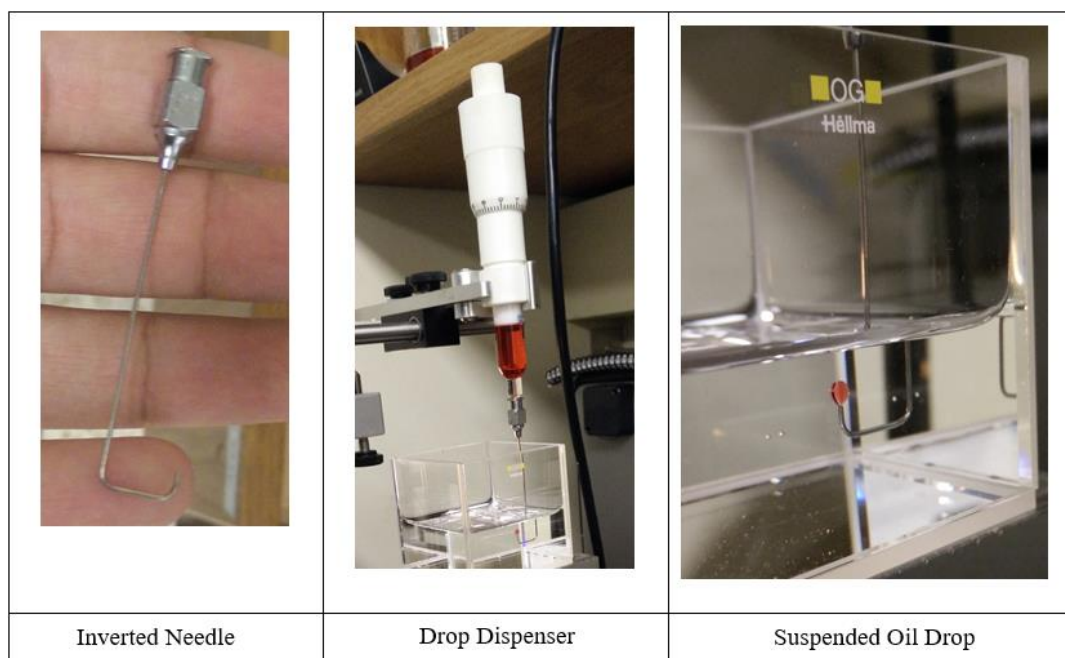 OG
Hellma
Inverted Needle
Drop Dispenser
Suspended Oil Drop